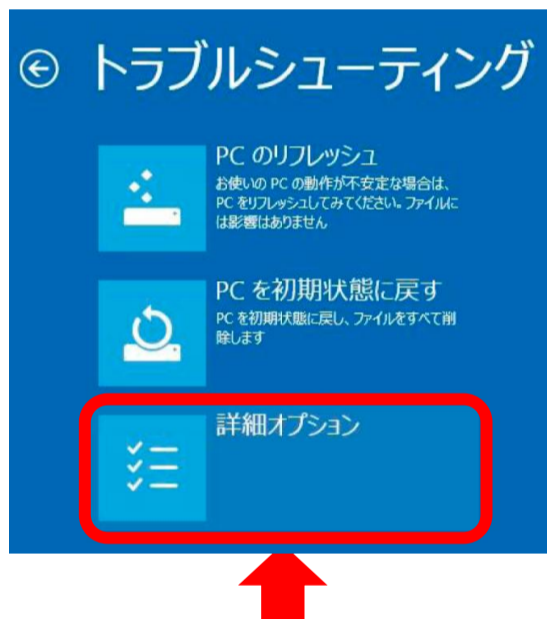 トラブルシューティング
PC のリフレッシュ
お使いの PC の動作が不安定な場合は、
PC をリフレッシュしてみてください。ファイルに
は影響はありません
PC を初期状態に戻す
PC を初期状態に戻し、ファイルをすべて削
除します
詳細オプション